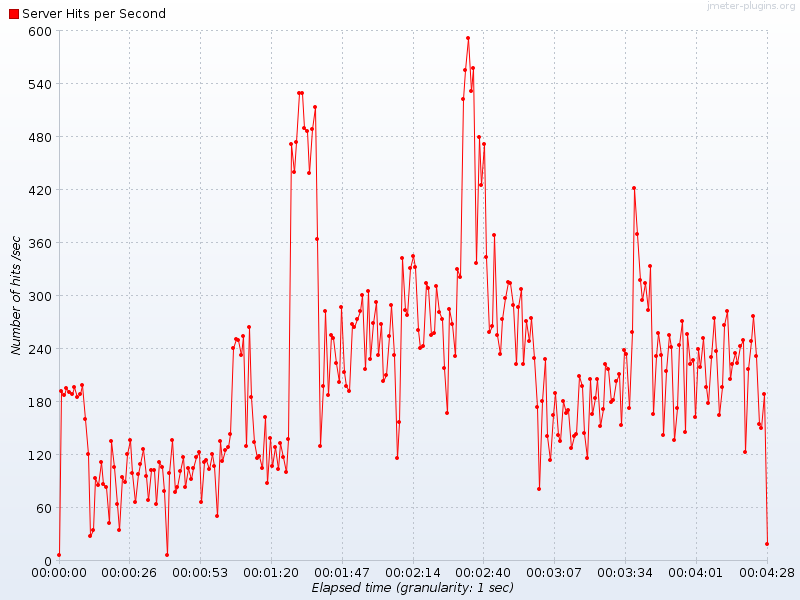 jmeter-plugins.org
Server Hits per Second
600
540
480
420
360
300
240
180
120
60
0
Number of hits /sec
00:00:00 00:00:26 00:00:53 00:01:20 00:01:47 00:02:14 00:02:40 00:03:07 00:03:34 00:04:01 00:04:28
Elapsed time (granularity: 1 sec)